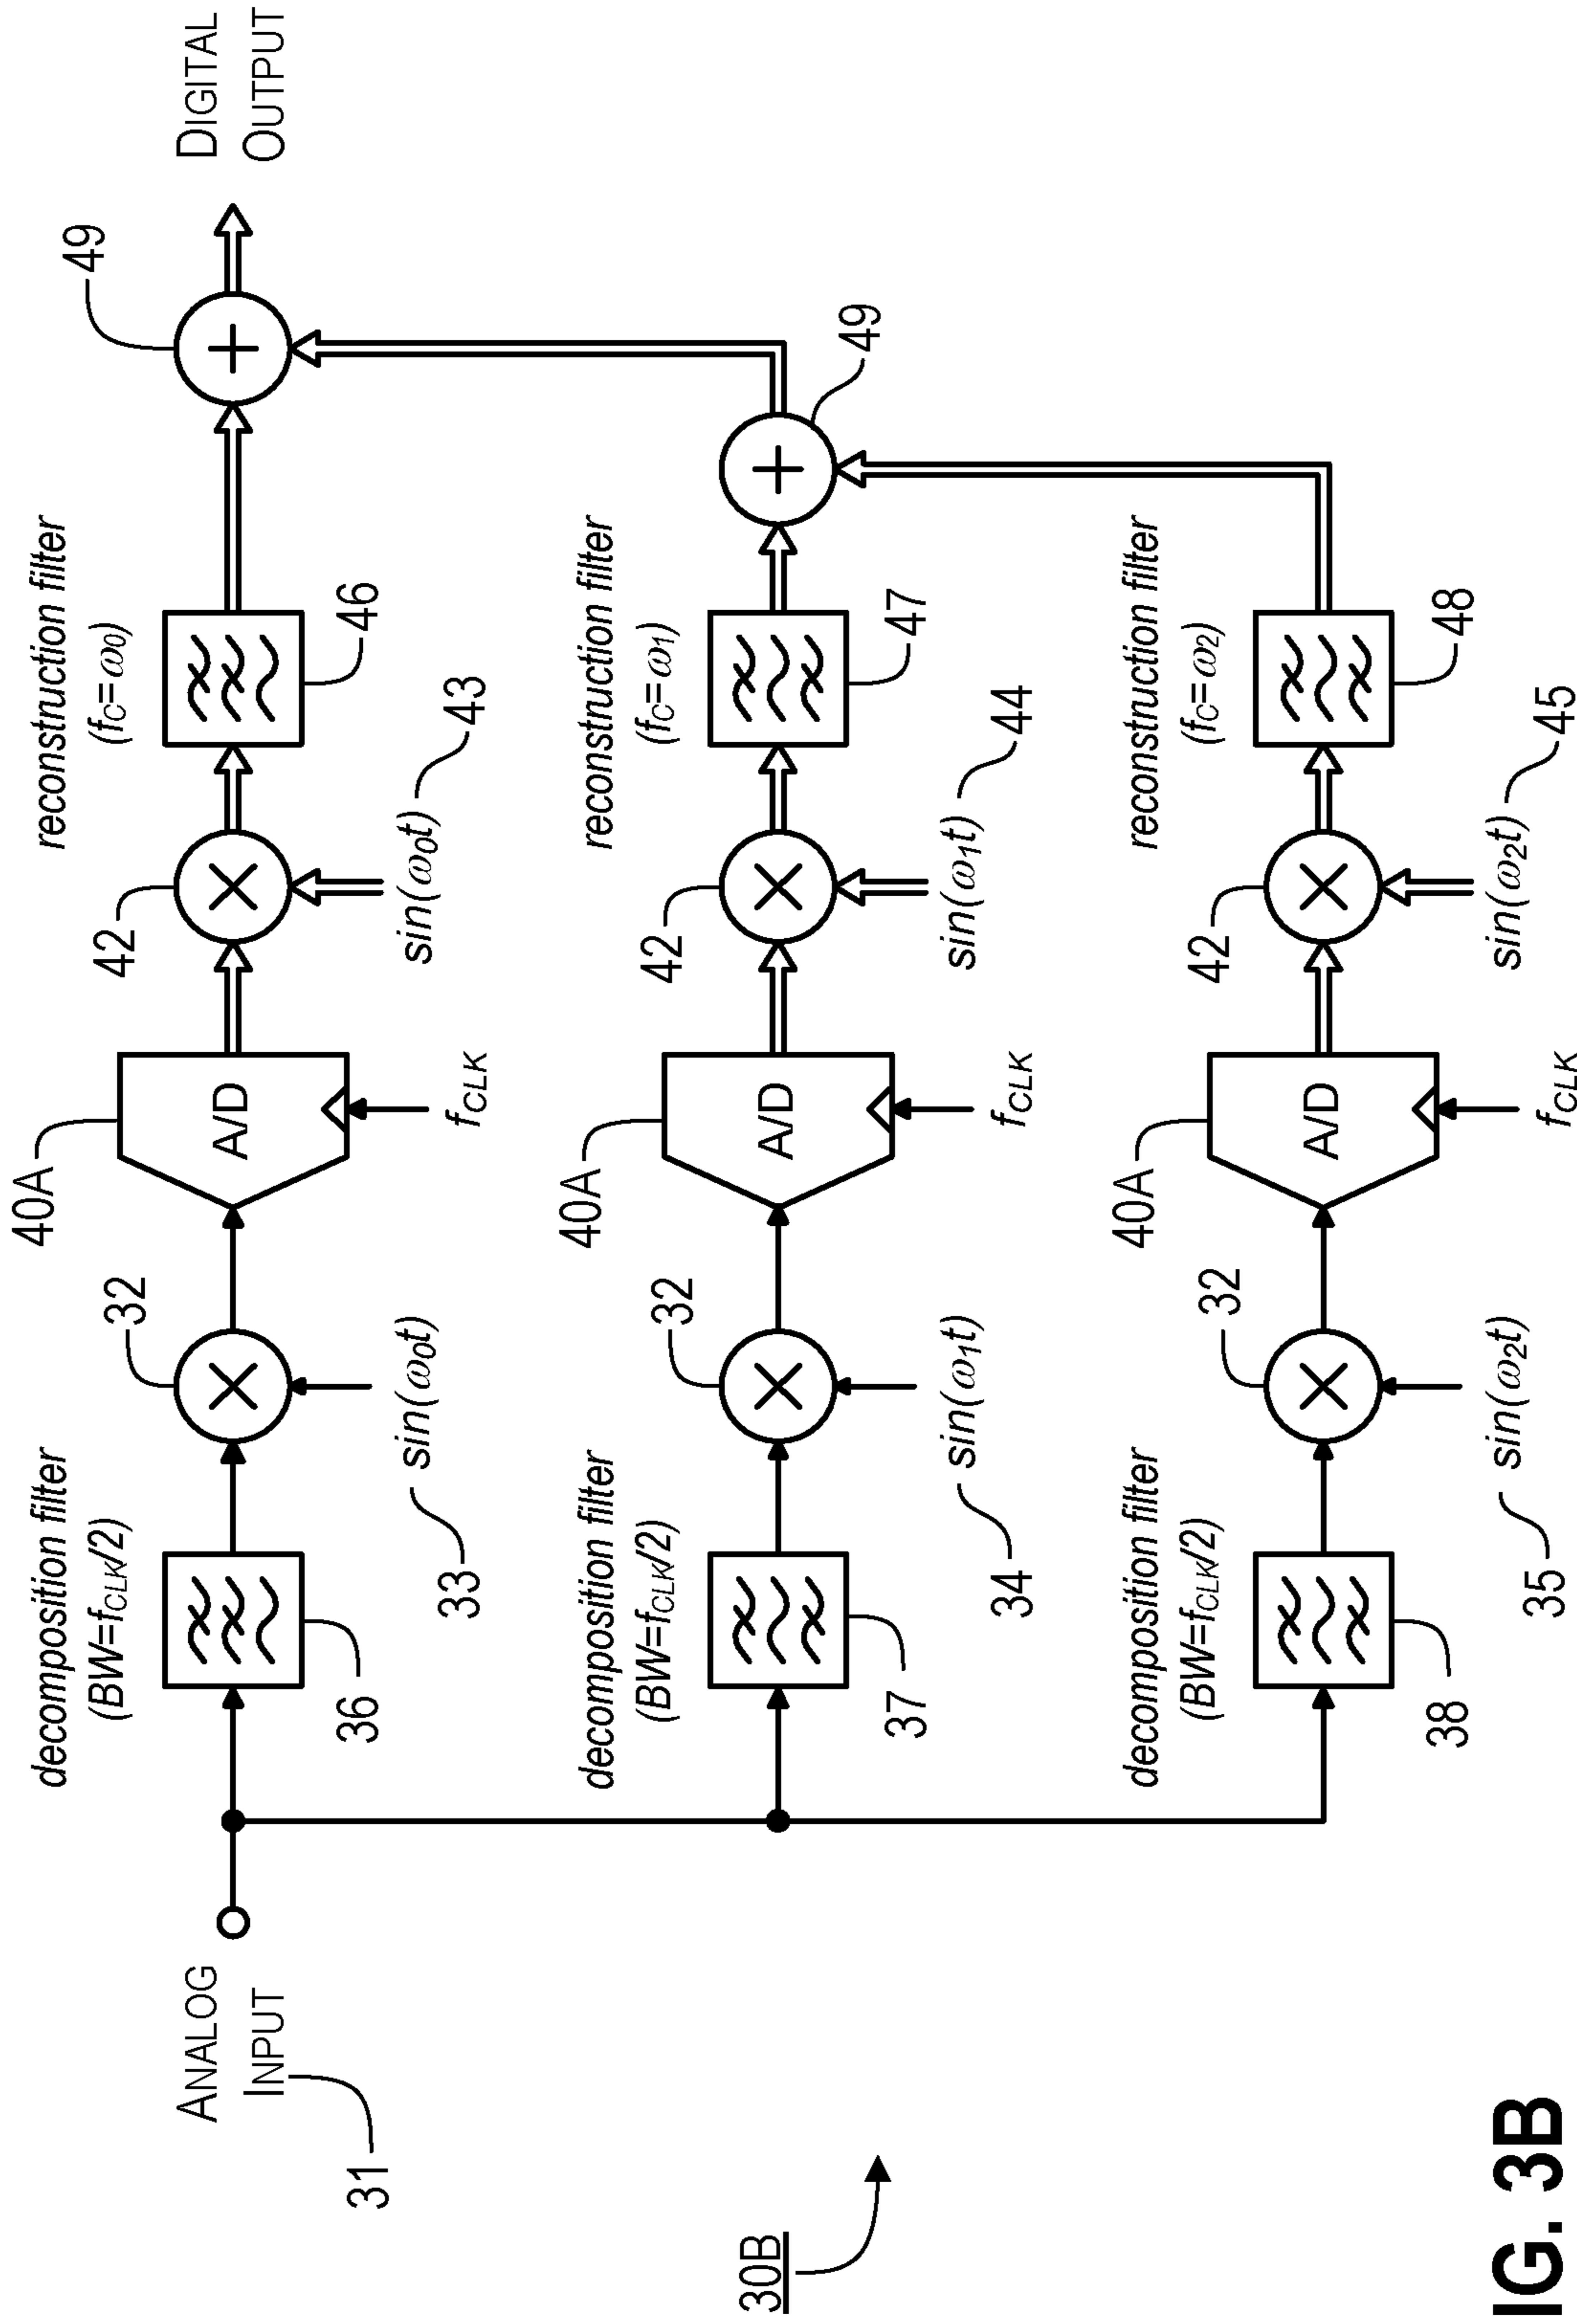 ANALOG
INPUT
31
decomposition filter
(BW=fCLK/2)
36
32
33
sin(ω0t)
40A
A/D
fCLK
42
sin(ω0t)
43
reconstruction filter
(fC=ω0)
46
49
DIGITAL
OUTPUT
decomposition filter
(BW=fCLK/2)
37
32
34
sin(ω1t)
40A
A/D
fCLK
42
sin(ω1t)
44
reconstruction filter
(fC=ω1)
47
49
decomposition filter
(BW=fCLK/2)
38
32
35
sin(ω2t)
40A
A/D
fCLK
42
sin(ω2t)
45
reconstruction filter
(fC=ω2)
48
30B
IG. 3B